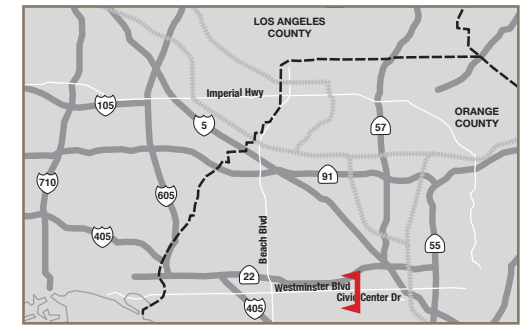 LOS ANGELES
COUNTY
Imperial Hwy
105
5
57
ORANGE
COUNTY
710
605
91
405
Beach Blvd
55
22
Westminster Blvd
Civic Center Dr
405